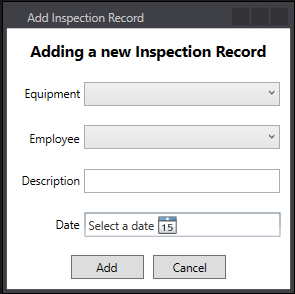 Add Inspection Record
Adding a new Inspection Record
Equipment
Employee
Description
Date Select a date 15
Add Cancel